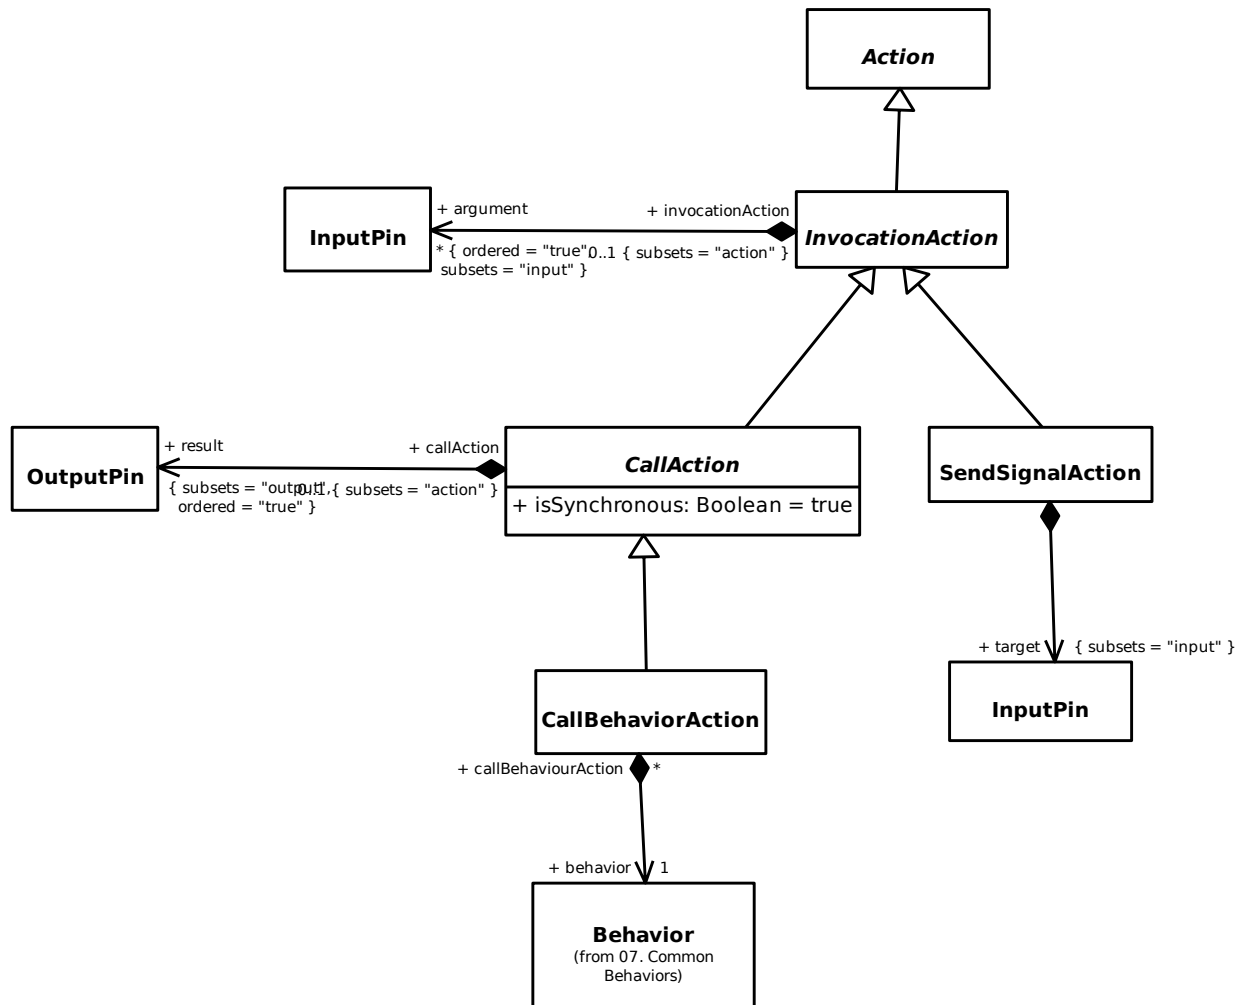 Action
InputPin
+ argument
+ invocationAction
InvocationAction
* { ordered = "true",
subsets = "input" }
0..1 { subsets = "action" }
OutputPin
+ result
+ callAction
{ subsets = "output",
ordered = "true" }
0..1 { subsets = "action" }
CallAction
+ isSynchronous: Boolean = true
SendSignalAction
+ target
{ subsets = "input" }
InputPin
CallBehaviorAction
+ callBehaviourAction
*
+ behavior
1
Behavior
(from 07. Common
Behaviors)